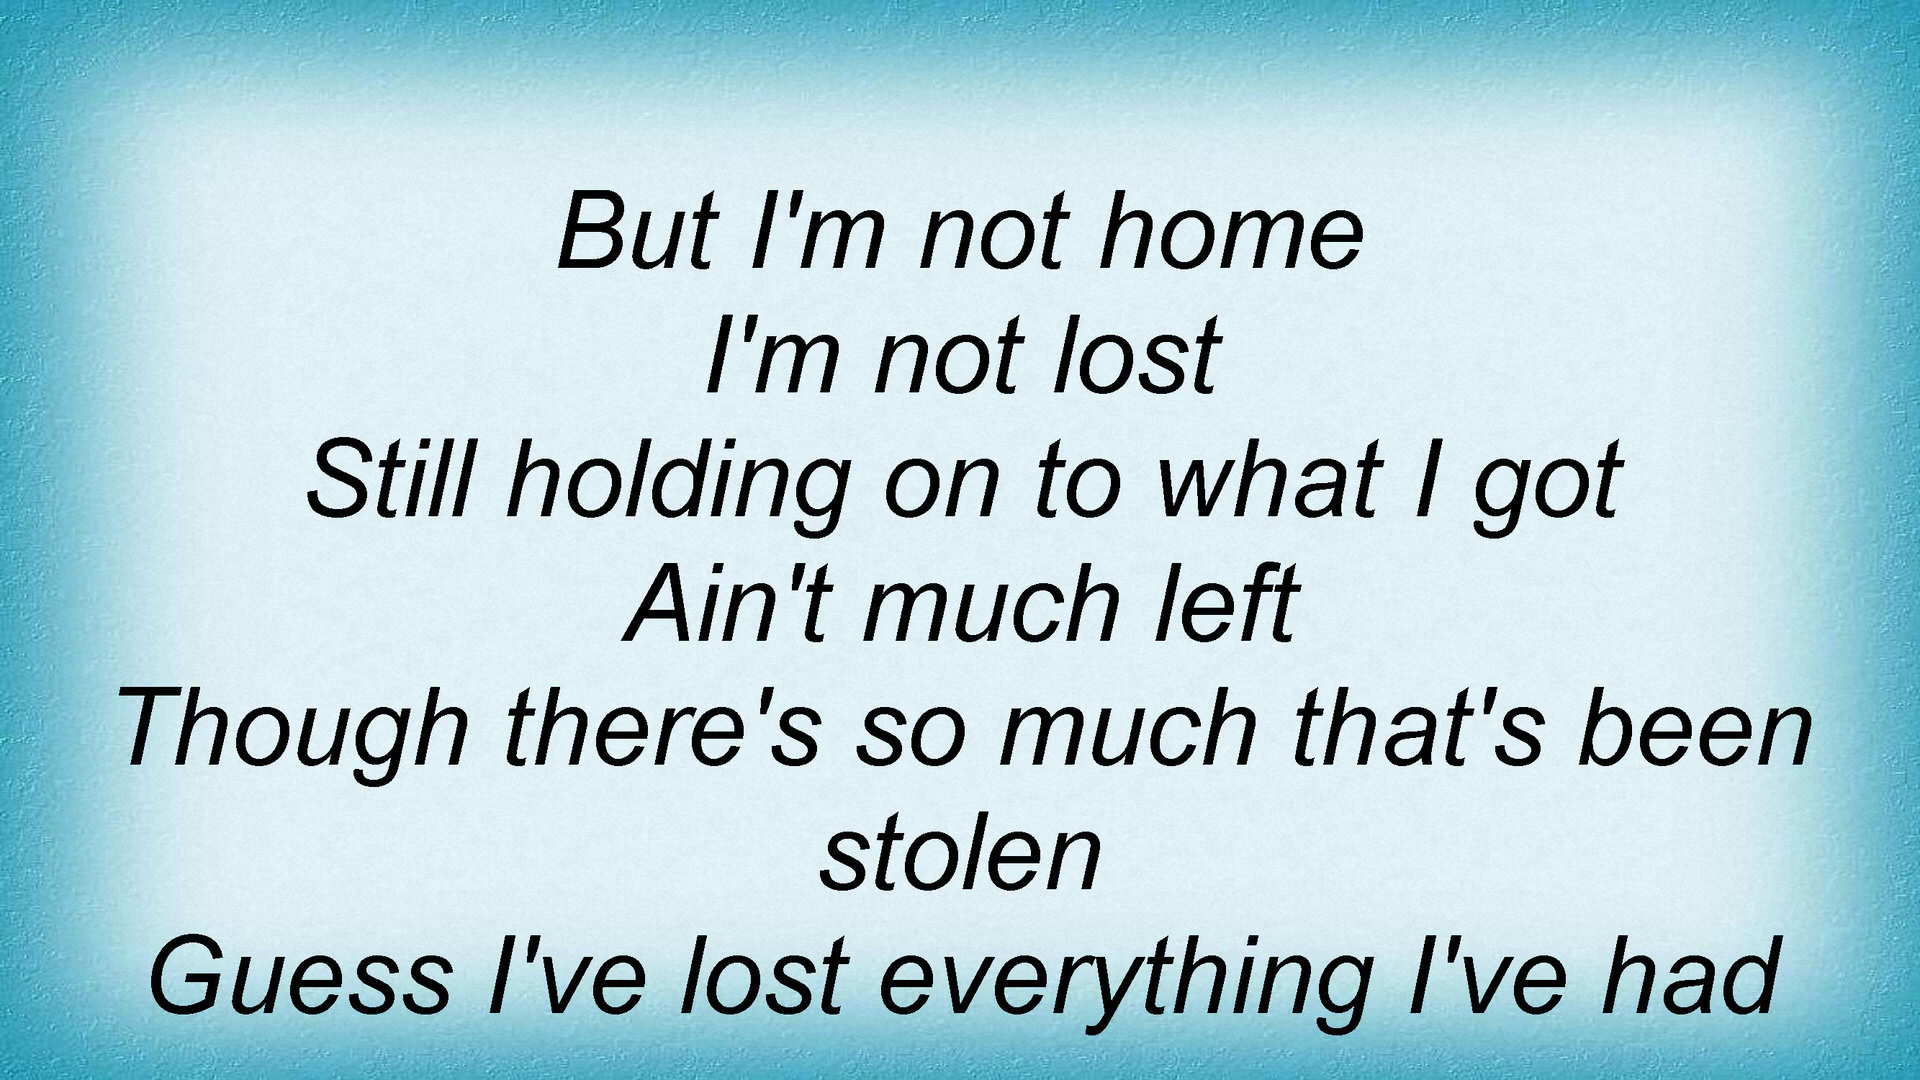 But I'm not home
I'm not lost
Still holding on to what I got
Ain't much left
Though there's so much that's been
stolen
Guess I've lost everything I've had